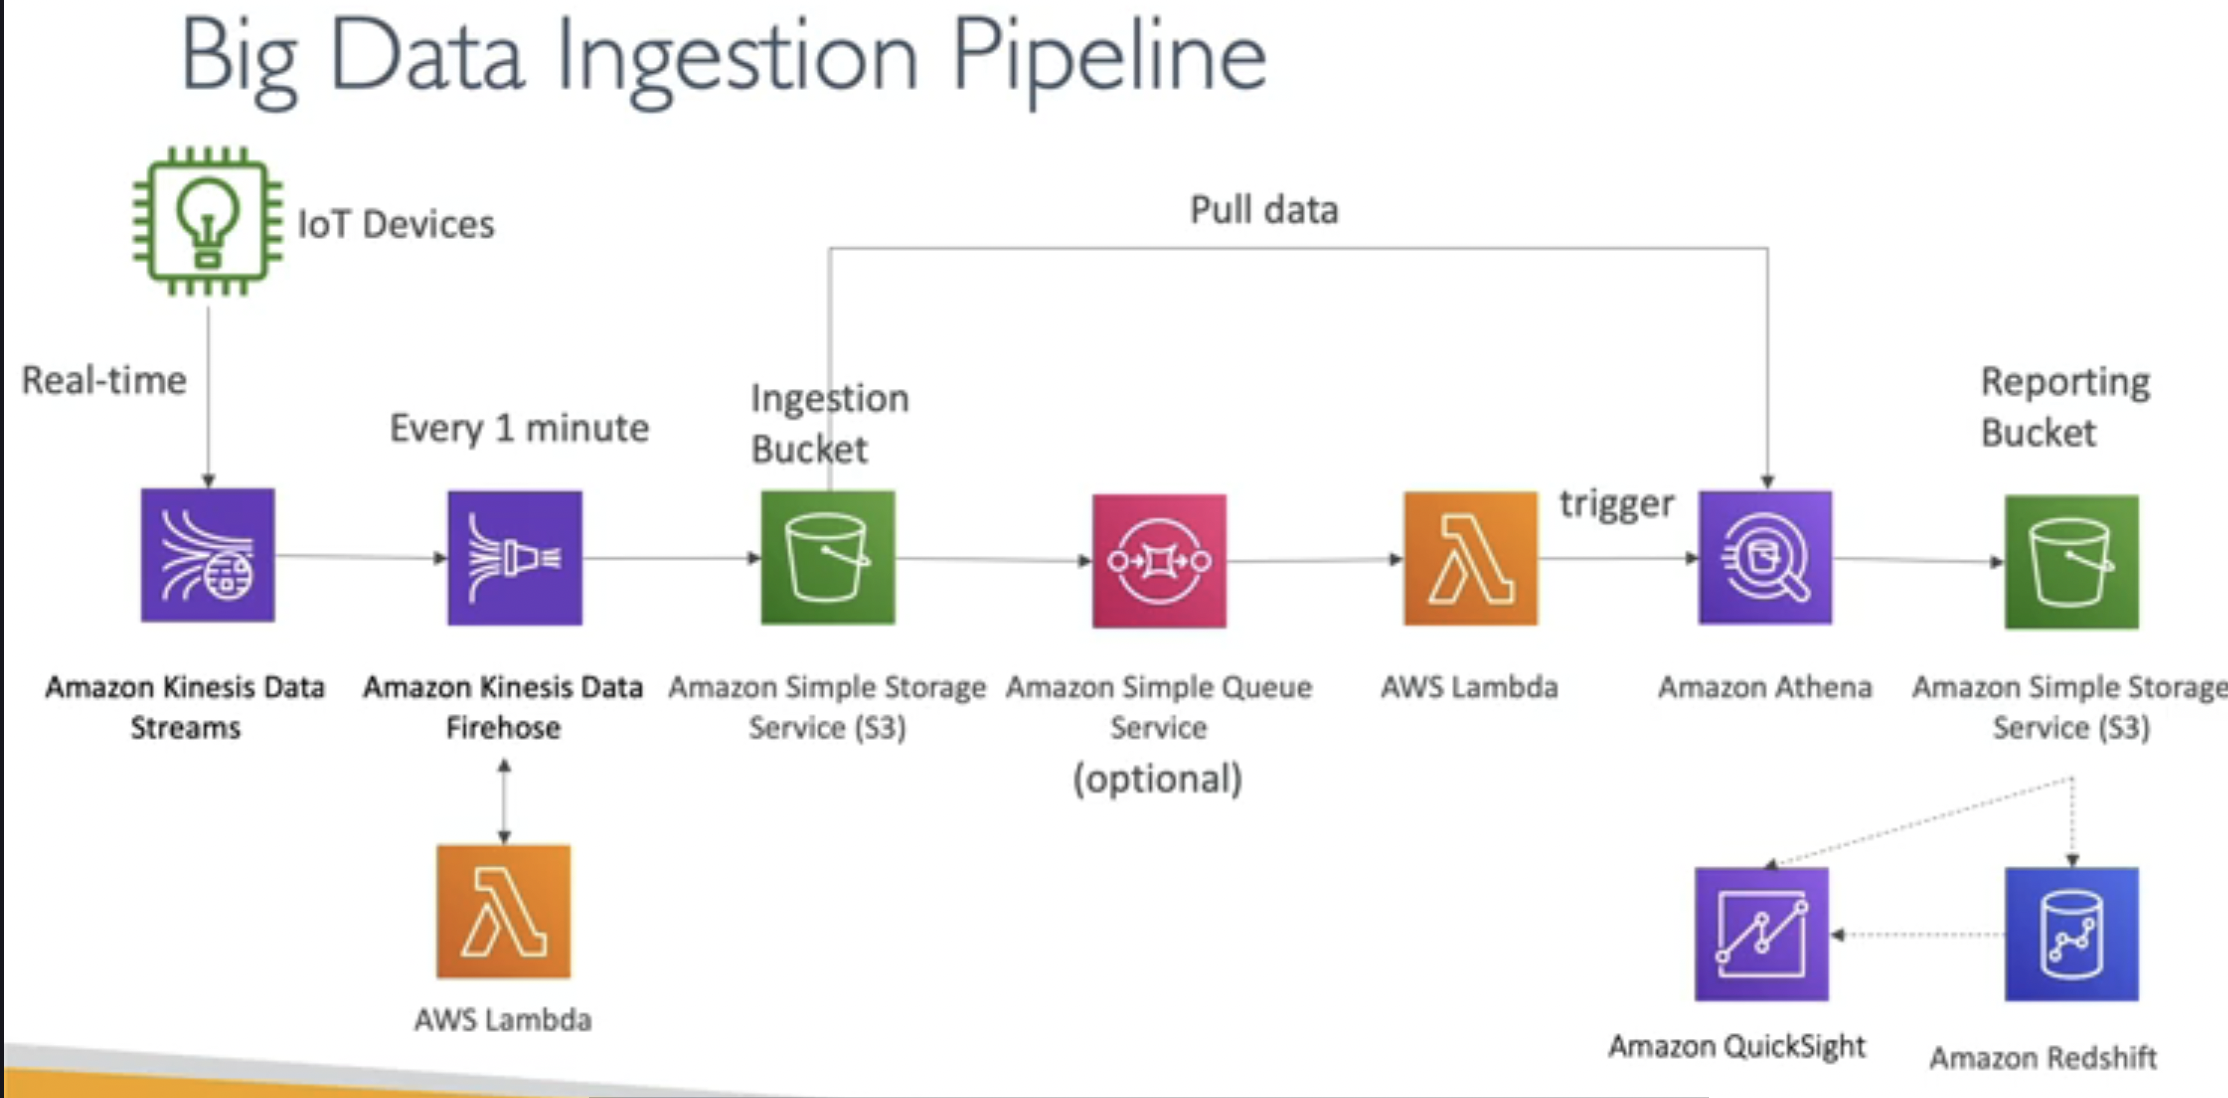 Big Data Ingestion Pipeline
IoT Devices
Pull data
Real-time
Every 1 minute
Ingestion
Bucket
trigger
Reporting
Bucket
Amazon Kinesis Data
Streams
Amazon Kinesis Data
Firehose
Amazon Simple Storage
Service (S3)
Amazon Simple Queue
Service
(optional)
AWS Lambda
Amazon Athena
Amazon Simple Storage
Service (S3)
AWS Lambda
Amazon QuickSight
Amazon Redshift